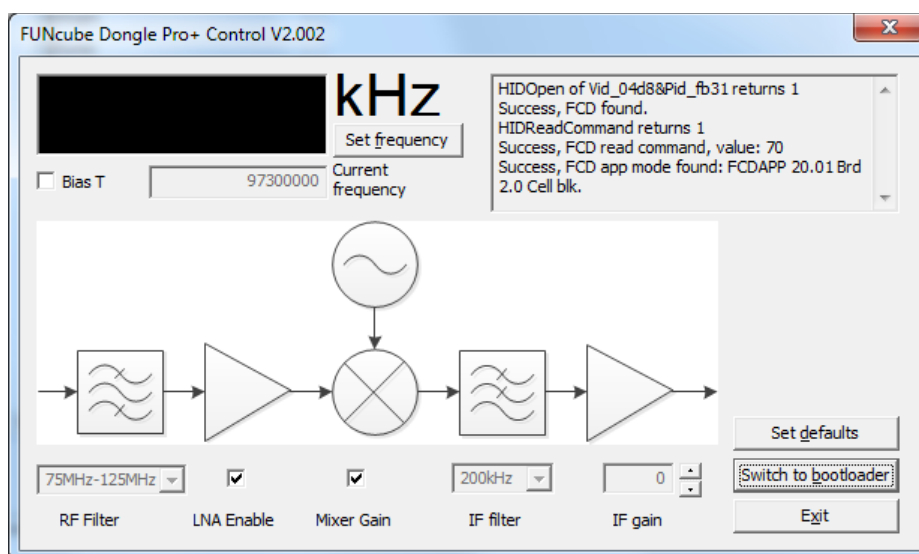 FUNcube Dongle Pro+ Control V2.002
x
kHz
Set frequency
HIDOpen of Vid_04d8&Pid_fb31 returns 1
Success, FCD found.
HIDReadCommand returns 1
Success, FCD read command, value: 70
Success, FCD app mode found: FCDAPP 20.01 Brd
2.0 Cell blk.
Bias T
97300000
Current
frequency
Set defaults
75MHz-125MHz
200kHz
0
Switch to bootloader
RF Filter
LNA Enable
Mixer Gain
IF filter
IF gain
Exit